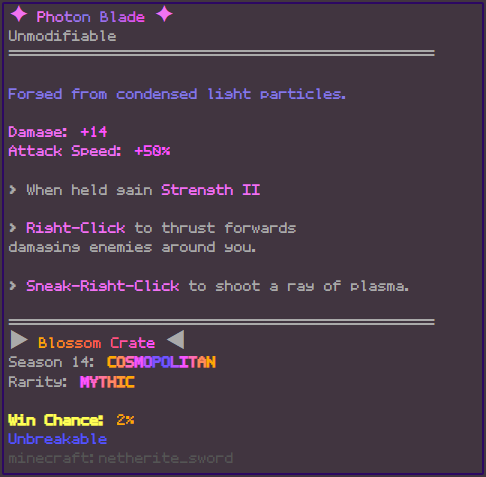 ✦ Photon Blade ✦
Unmodifiable
Forged from condensed light particles.
Damage: +14
Attack Speed: +50%
> When held gain Strength II
> Right-Click to thrust forwards
damaging enemies around you.
> Sneak-Right-Click to shoot a ray of plasma.
▶ Blossom Crate ◀
Season 14: COSMOPOLITAN
Rarity: MYTHIC
Win Chance: 2%
Unbreakable
minecraft:netherite_sword